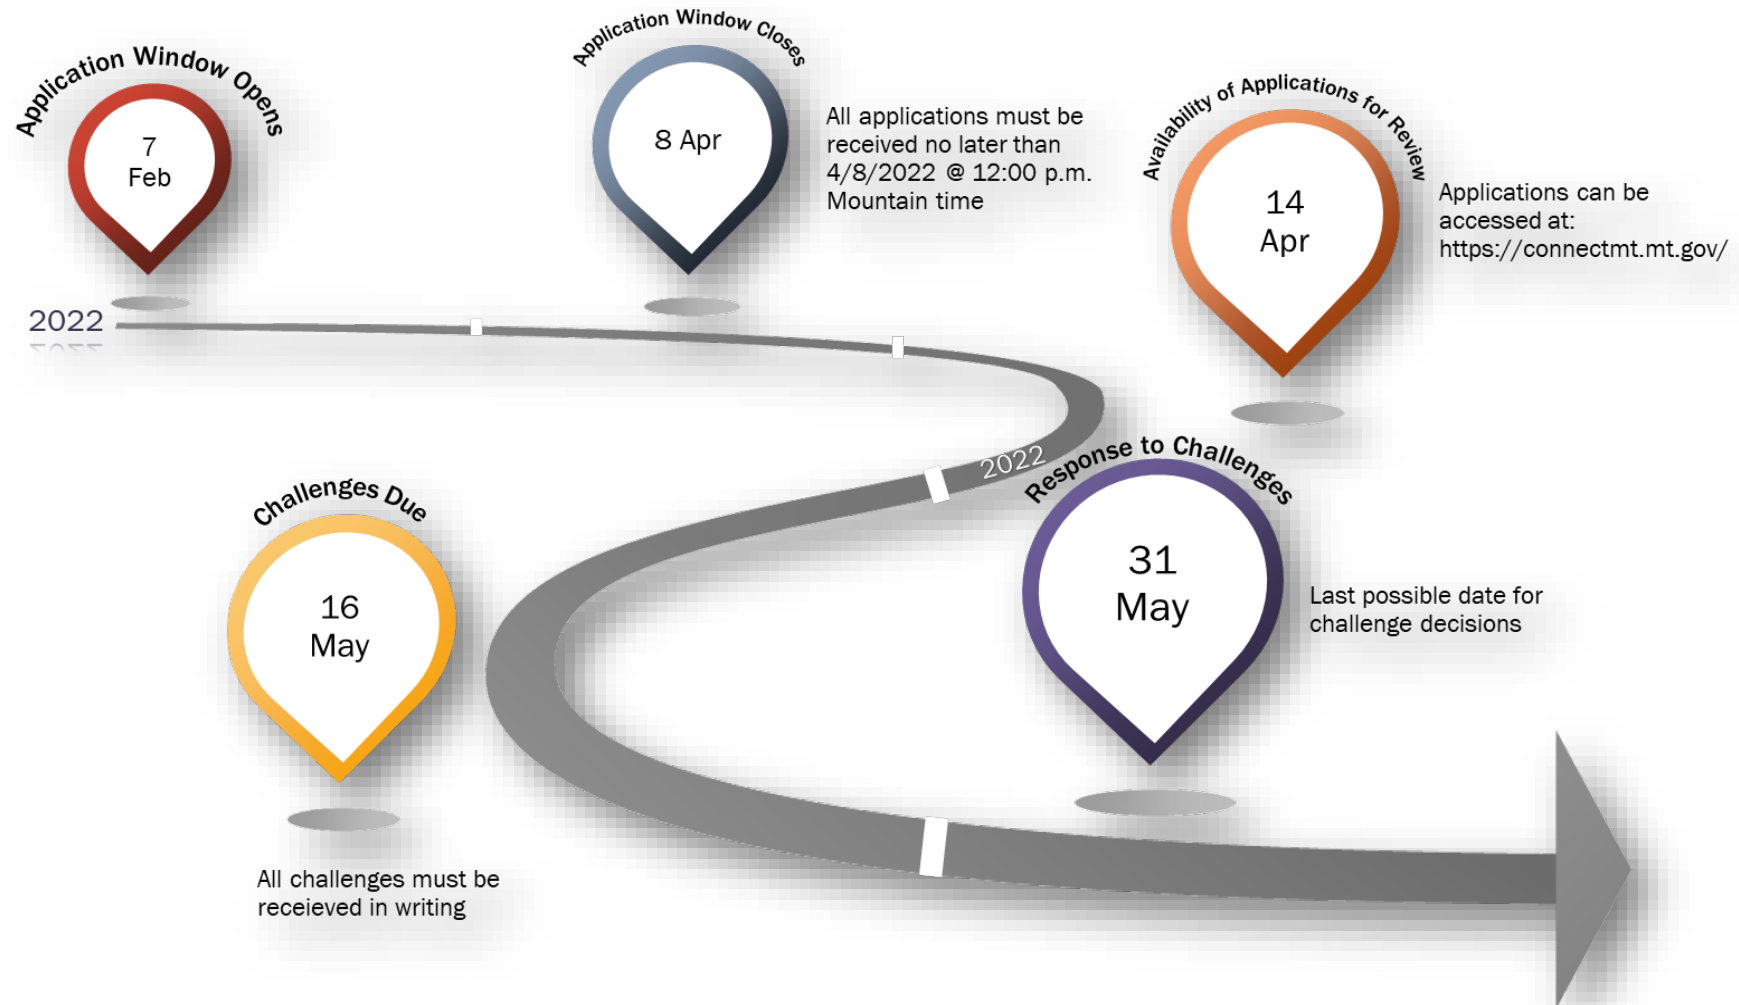 Application Window Opens
7
Feb
Application Window Closes
8 Apr
All applications must be
received no later than
4/8/2022 @ 12:00 p.m.
Mountain time
Availability of Applications for Review
14
Apr
Applications can be
accessed at:
https://connectmt.mt.gov/
2022
2022
Challenges Due
16
May
All challenges must be
receieved in writing
Response to Challenges
31
May
Last possible date for
challenge decisions